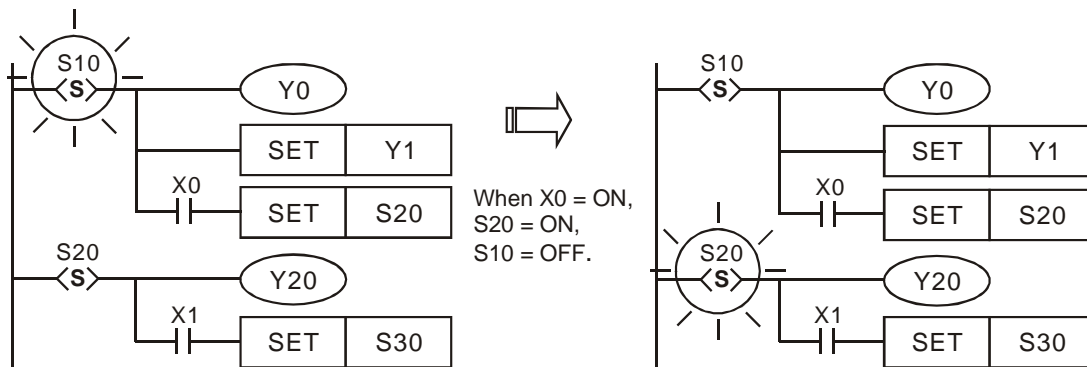 S10
S
Y0
SET Y1
X0
SET S20
S20
S
Y20
X1
SET S30
When X0 = ON,
S20 = ON,
S10 = OFF.
S10
S
Y0
SET Y1
X0
SET S20
S20
S
Y20
X1
SET S30